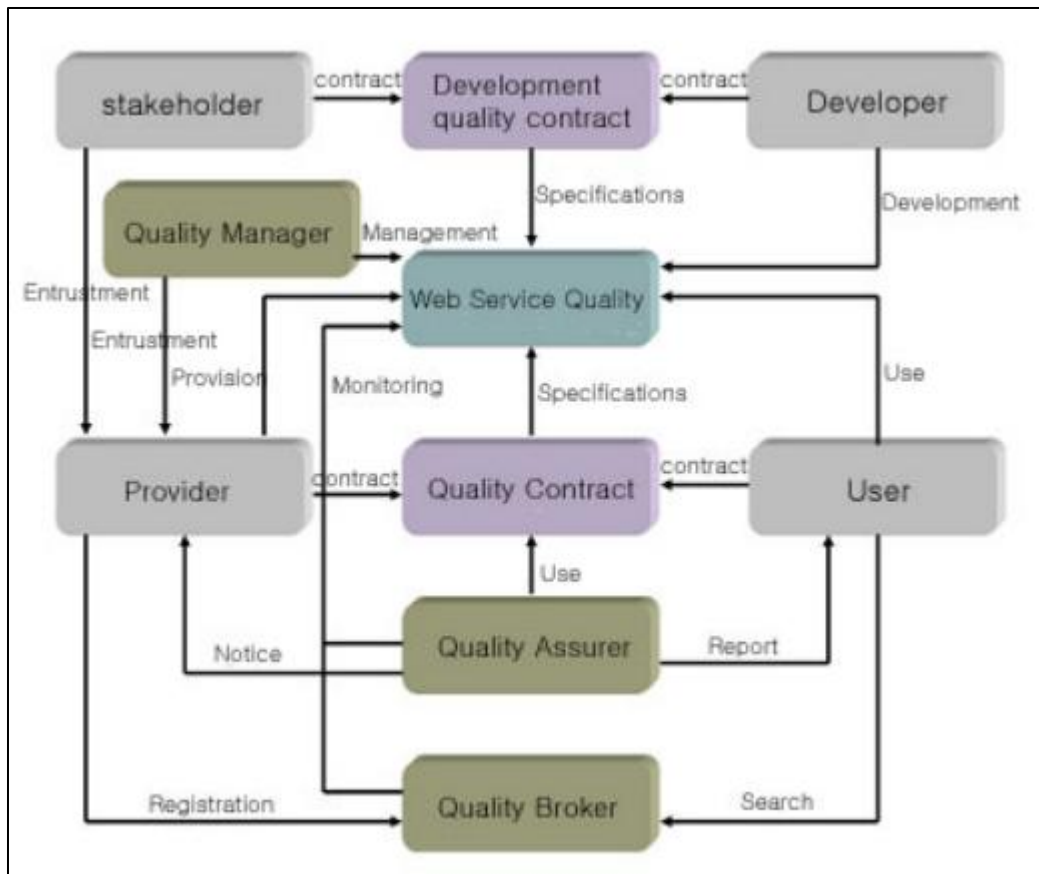 stakeholder
contract
Development
quality contract
contract
Developer
Specifications
Development
Quality Manager
Management
Web Service Quality
Entrustment
Entrustment
Provision
Monitoring
Specifications
Use
Provider
contract
Quality Contract
contract
User
Use
Notice
Quality Assurer
Report
Registration
Quality Broker
Search